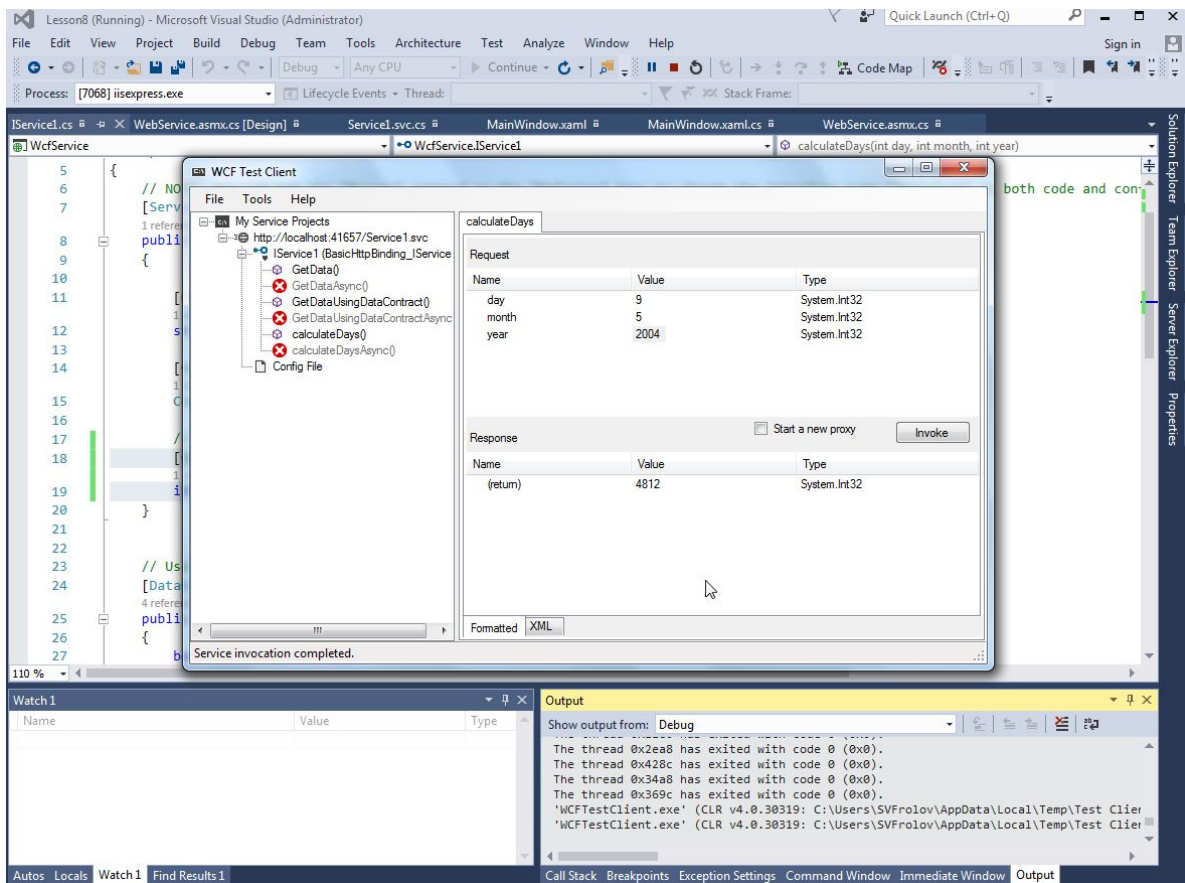 Lesson8 (Running) - Microsoft Visual Studio (Administrator)
Quick Launch (Ctrl+Q)
File Edit View Project Build Debug Team Tools Architecture Test Analyze Window Help
Sign in
Debug Any CPU Continue Code Map
Process: [7068] iisexpress.exe Lifecycle Events Thread: Stack Frame:
IService1.cs WebService.asmx.cs [Design] Service1.svc.cs MainWindow.xaml MainWindow.xaml.cs WebService.asmx.cs
WcfService WcfService.IService1 calculateDays(int day, int month, int year)
Solution Explorer
Team Explorer
Server Explorer
Properties
5 {
6 // NO both code and con
7 [Serv
1 refere
8 publi
9 {
10
11 [
1
12 s
13
14 [
1
15
16
17 /
18 [
1
19 i
20 }
21
22
23 // Us
24 [Data
4 refere
25 publi
26 {
27 b
110 %
WCF Test Client
File Tools Help
My Service Projects
http://localhost:41657/Service1.svc
IService1 (BasicHttpBinding_IService
GetData()
GetDataAsync()
GetDataUsingDataContract()
GetDataUsingDataContractAsync
calculateDays()
calculateDaysAsync()
Config File
calculateDays
Request
Name Value Type
day 9 System.Int32
month 5 System.Int32
year 2004 System.Int32
Response
Start a new proxy
Invoke
Name Value Type
(return) 4812 System.Int32
Formatted XML
Service invocation completed.
Watch 1
Name Value Type
Autos Locals Watch 1 Find Results 1
Output
Show output from: Debug
The thread 0x2ea8 has exited with code 0 (0x0).
The thread 0x428c has exited with code 0 (0x0).
The thread 0x34a8 has exited with code 0 (0x0).
The thread 0x369c has exited with code 0 (0x0).
'WCFTestClient.exe' (CLR v4.0.30319: C:\Users\SVFrolov\AppData\Local\Temp\Test Clier
'WCFTestClient.exe' (CLR v4.0.30319: C:\Users\SVFrolov\AppData\Local\Temp\Test Clier
Call Stack Breakpoints Exception Settings Command Window Immediate Window Output